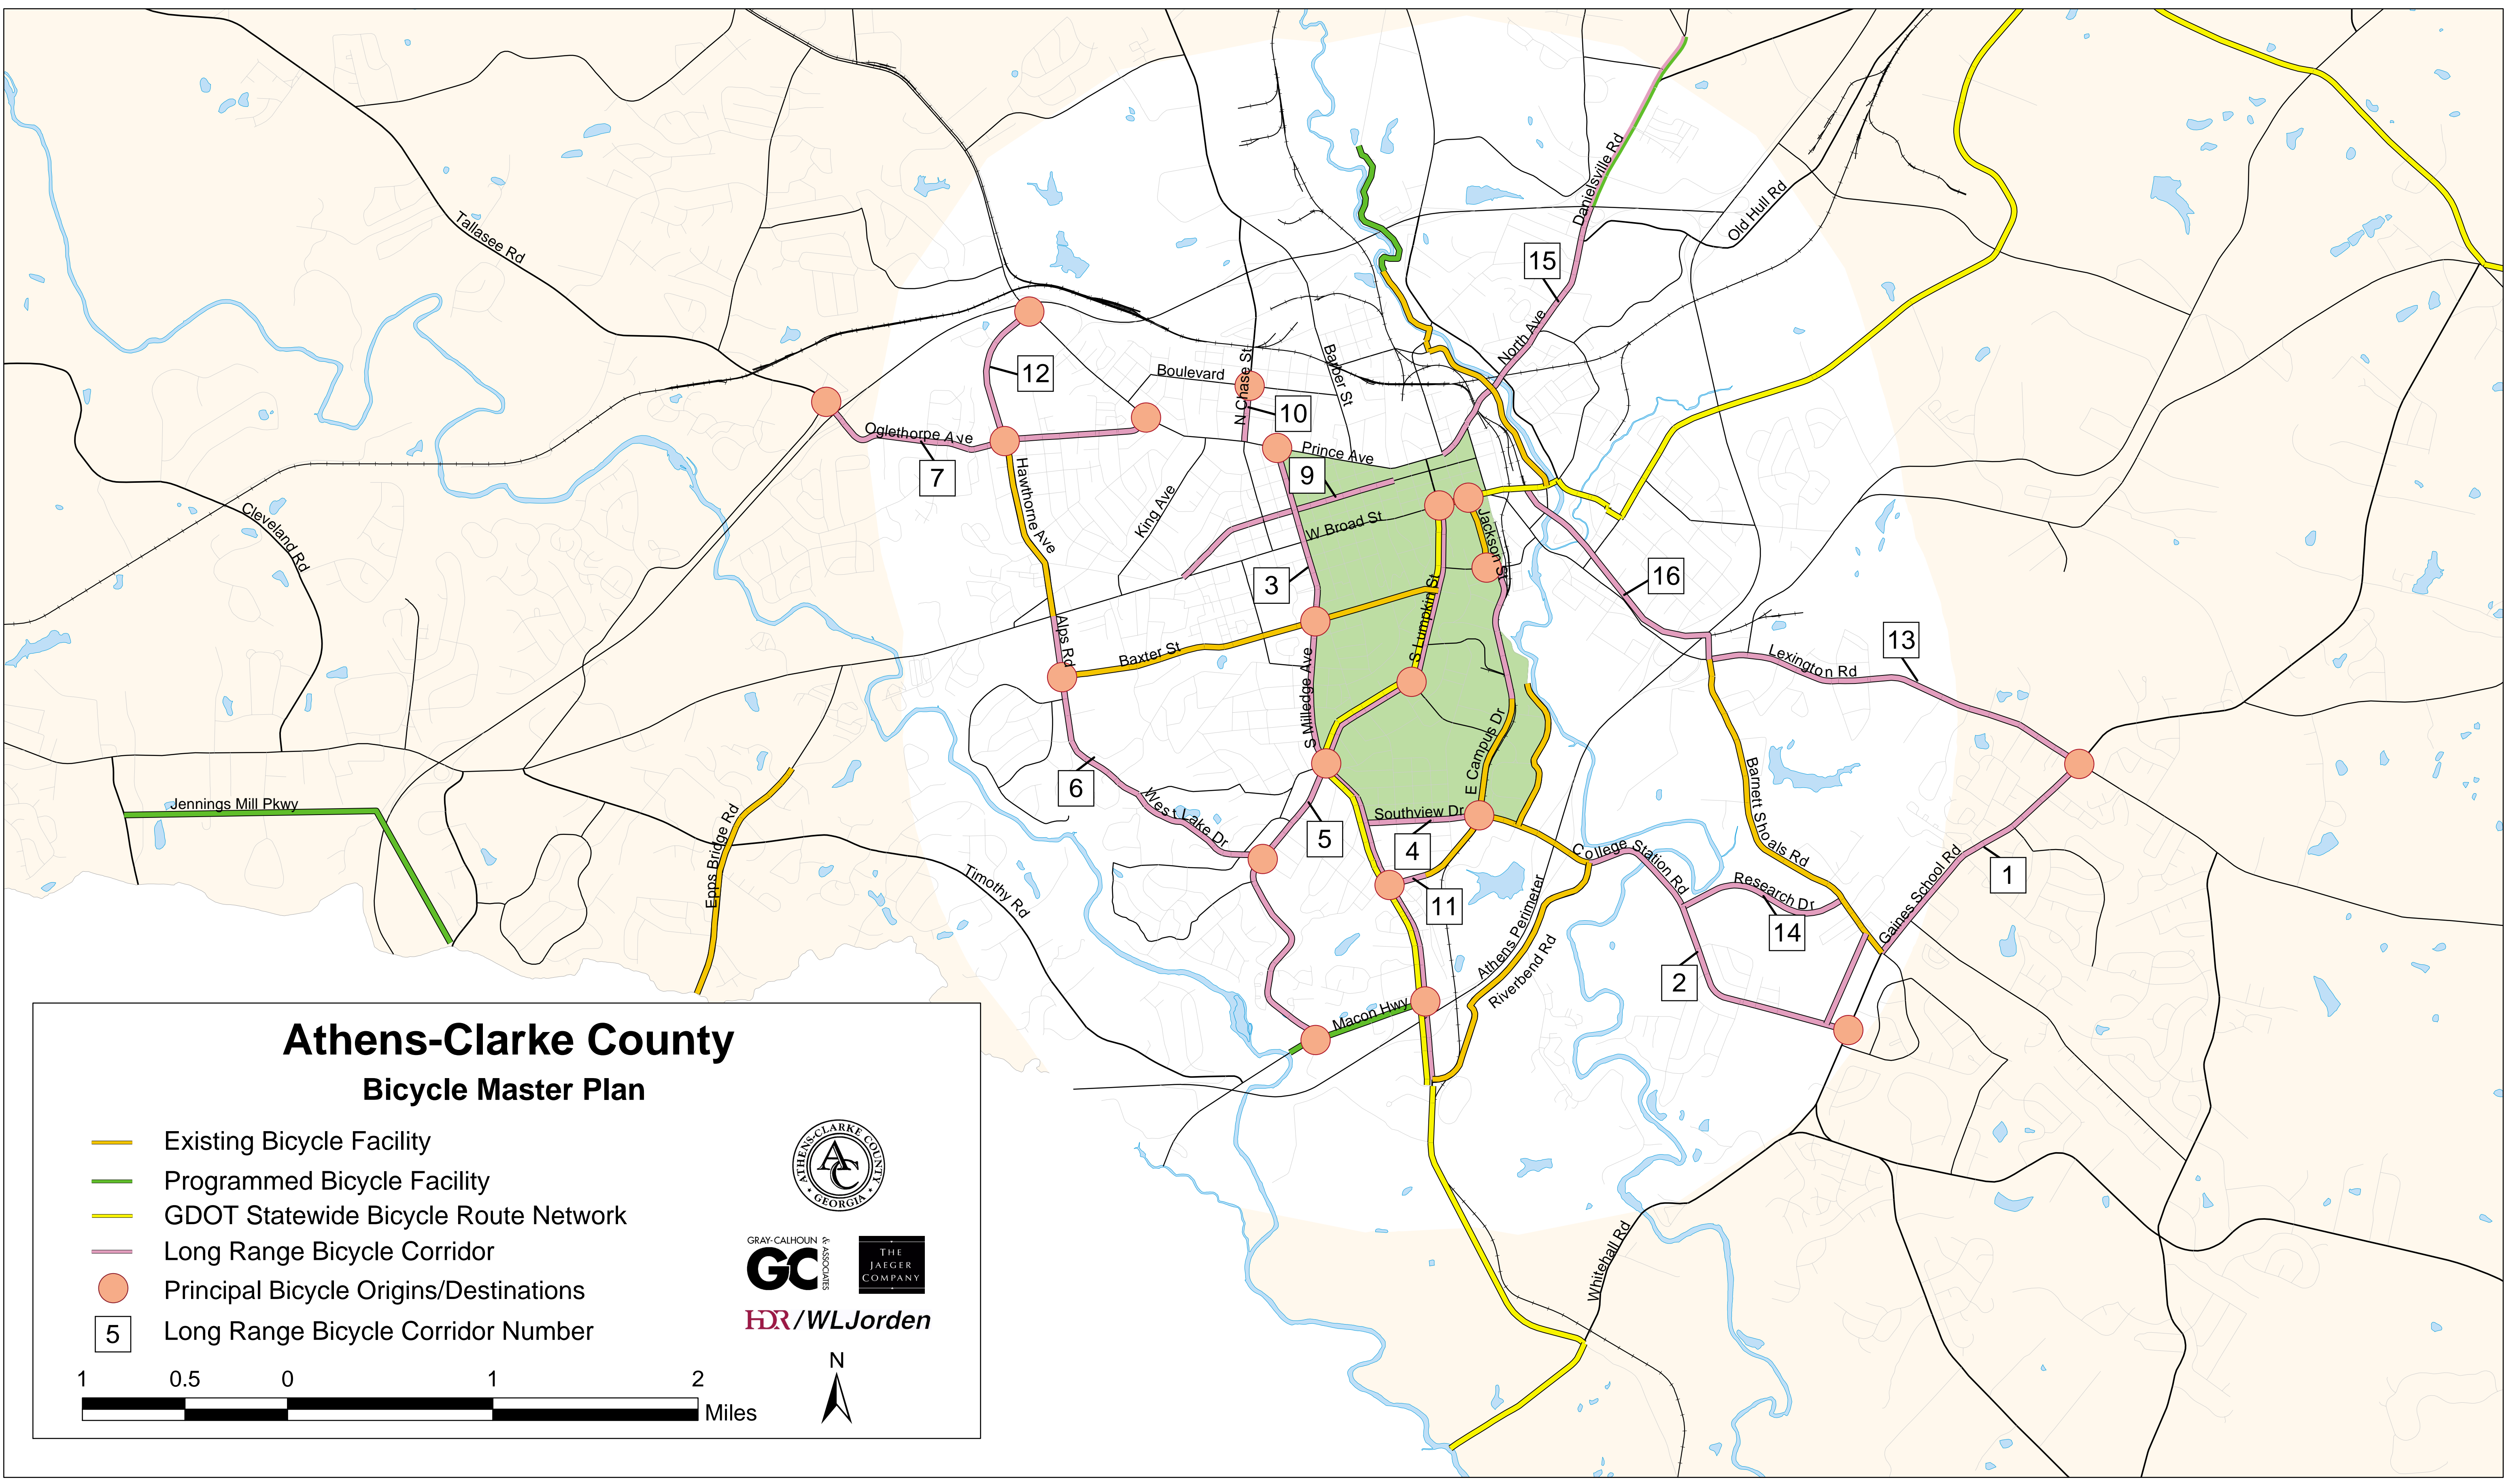 Tallasee Rd
Cleveland Rd
Jennings Mill Pkwy
Epps Bridge Rd
Timothy Rd
Oglethorpe Ave
7
12
Hawthorne Ave
Alps Rd
Baxter St
6
West Lake Dr
King Ave
Boulevard
N Chase St
10
Barber St
Prince Ave
9
W Broad St
3
Jackson St
S Lumpkin St
S Milledge Ave
E Campus Dr
Southview Dr
5
4
11
Macon Hwy
Athens Perimeter
Riverbend Rd
North Ave
15
Danielsville Rd
Old Hull Rd
16
Lexington Rd
13
Barnett Shoals Rd
College Station Rd
Research Dr
14
2
Gaines School Rd
1
Whitehall Rd
Athens-Clarke County
Bicycle Master Plan
Existing Bicycle Facility
Programmed Bicycle Facility
GDOT Statewide Bicycle Route Network
Long Range Bicycle Corridor
Principal Bicycle Origins/Destinations
5 Long Range Bicycle Corridor Number
1 0.5 0 1 2
Miles
ATHENS-CLARKE COUNTY
AC
GEORGIA
GRAY-CALHOUN
& ASSOCIATES
GC
THE
JAEGER
COMPANY
HDR/WLJorden
N